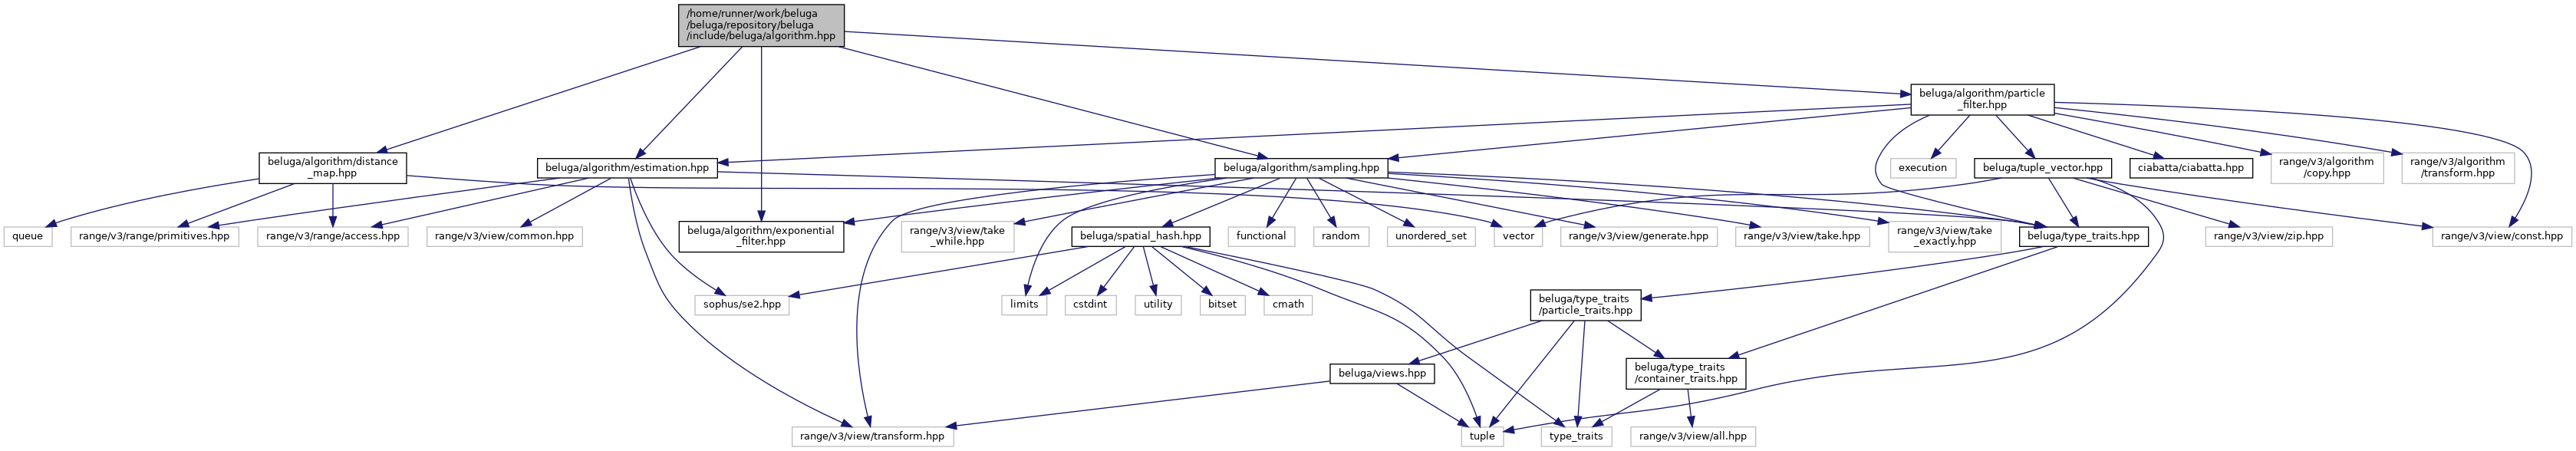 /home/runner/work/beluga
/beluga/repository/beluga
/include/beluga/algorithm.hpp
beluga/algorithm/particle
_filter.hpp
beluga/algorithm/distance
_map.hpp
beluga/algorithm/estimation.hpp
beluga/algorithm/sampling.hpp
execution
beluga/tuple_vector.hpp
ciabatta/ciabatta.hpp
range/v3/algorithm
/copy.hpp
range/v3/algorithm
/transform.hpp
queue
range/v3/range/primitives.hpp
range/v3/range/access.hpp
range/v3/view/common.hpp
beluga/algorithm/exponential
_filter.hpp
range/v3/view/take
_while.hpp
beluga/spatial_hash.hpp
functional
random
unordered_set
vector
range/v3/view/generate.hpp
range/v3/view/take.hpp
range/v3/view/take
_exactly.hpp
beluga/type_traits.hpp
range/v3/view/zip.hpp
range/v3/view/const.hpp
sophus/se2.hpp
limits
cstdint
utility
bitset
cmath
beluga/type_traits
/particle_traits.hpp
beluga/views.hpp
beluga/type_traits
/container_traits.hpp
range/v3/view/transform.hpp
tuple
type_traits
range/v3/view/all.hpp